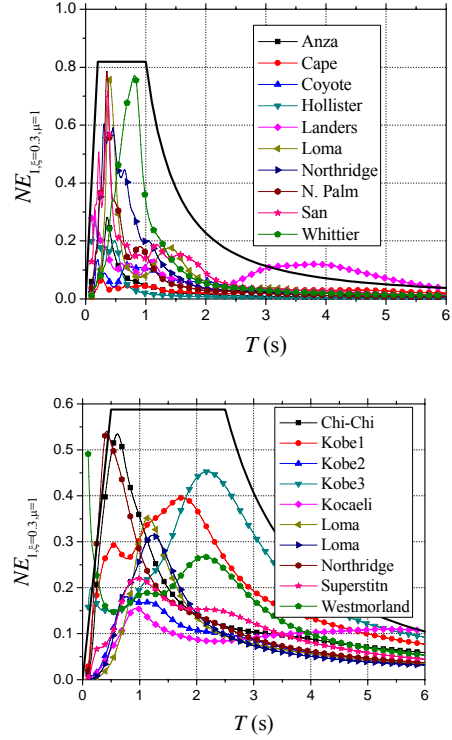 1.0
0.8
0.6
0.4
0.2
0.0
NE I,ξ=0.3,μ=1
Anza
Cape
Coyote
Hollister
Landers
Loma
Northridge
N. Palm
San
Whittier
0 1 2 3 4 5 6
T (s)
0.6
0.5
0.4
0.3
0.2
0.1
0.0
NE I,ξ=0.3,μ=1
Chi-Chi
Kobe1
Kobe2
Kobe3
Kocaeli
Loma
Loma
Northridge
Superstitn
Westmorland
0 1 2 3 4 5 6
T (s)